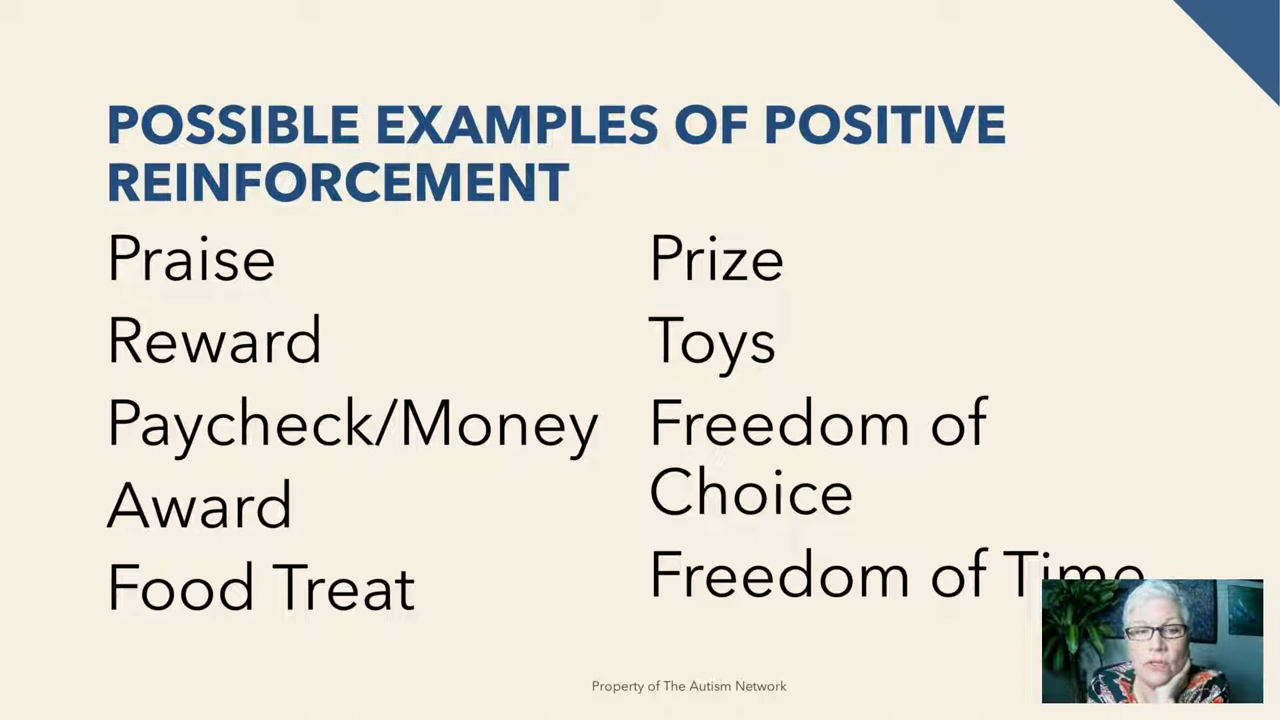 POSSIBLE EXAMPLES OF POSITIVE
REINFORCEMENT
Praise
Reward
Paycheck/Money
Award
Food Treat
Prize
Toys
Freedom of
Choice
Freedom of Time
Property of The Autism Network